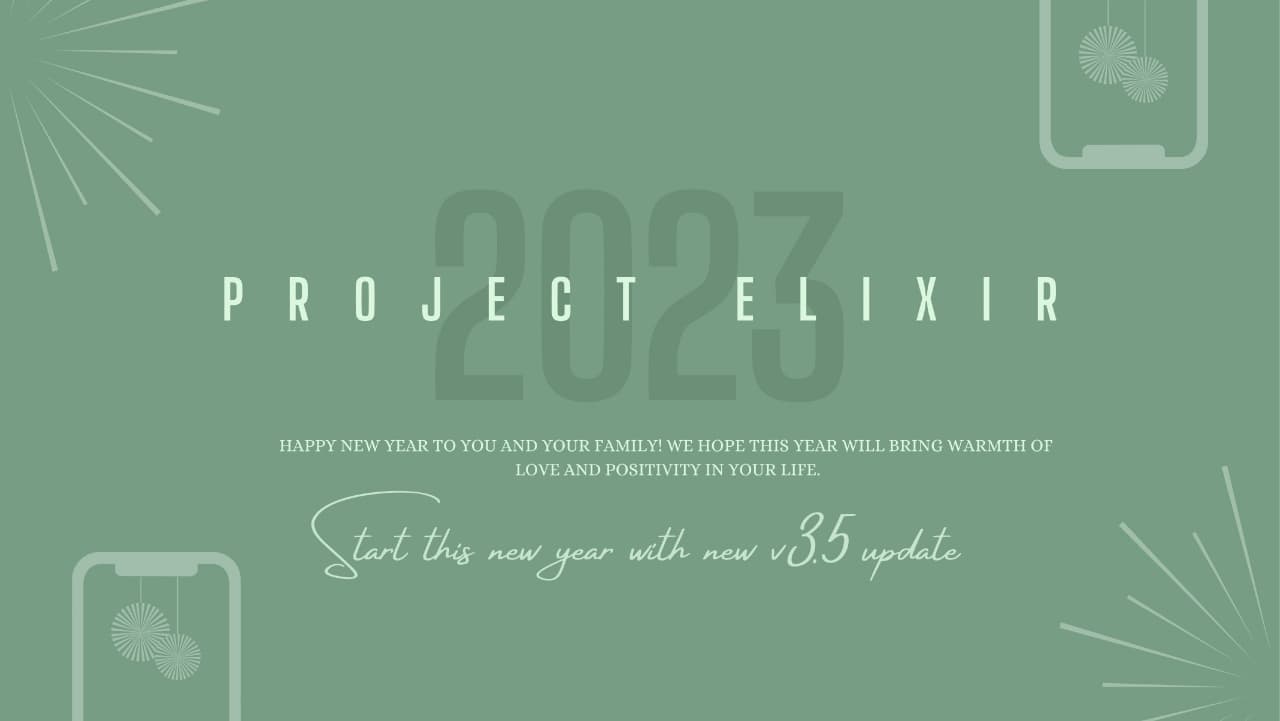 2023
PROJECT ELIXIR
HAPPY NEW YEAR TO YOU AND YOUR FAMILY! WE HOPE THIS YEAR WILL BRING WARMTH OF
LOVE AND POSITIVITY IN YOUR LIFE.
Start this new year with new v3.5 update